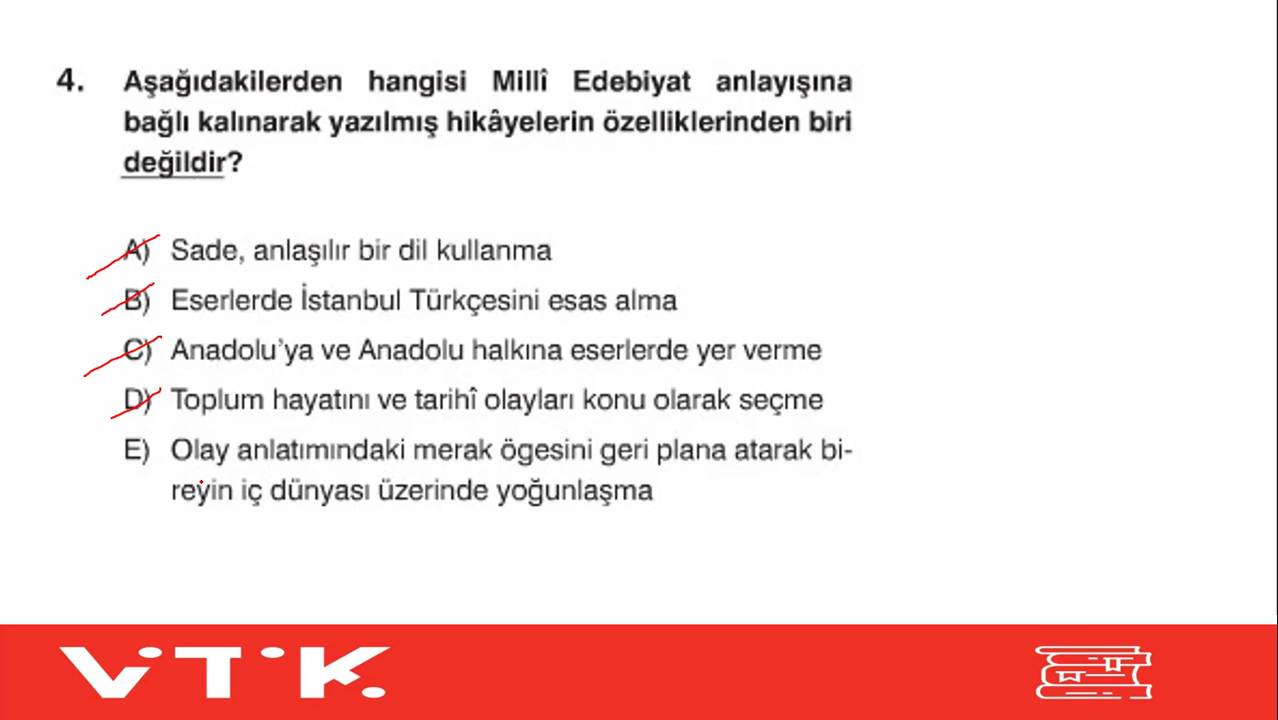 4. Aşağıdakilerden hangisi Millî Edebiyat anlayışına
bağlı kalınarak yazılmış hikâyelerin özelliklerinden biri
değildir?
A) Sade, anlaşılır bir dil kullanma
B) Eserlerde İstanbul Türkçesini esas alma
C) Anadolu'ya ve Anadolu halkına eserlerde yer verme
D) Toplum hayatını ve tarihî olayları konu olarak seçme
E) Olay anlatımındaki merak ögesini geri plana atarak bi-
reyin iç dünyası üzerinde yoğunlaşma
VTK